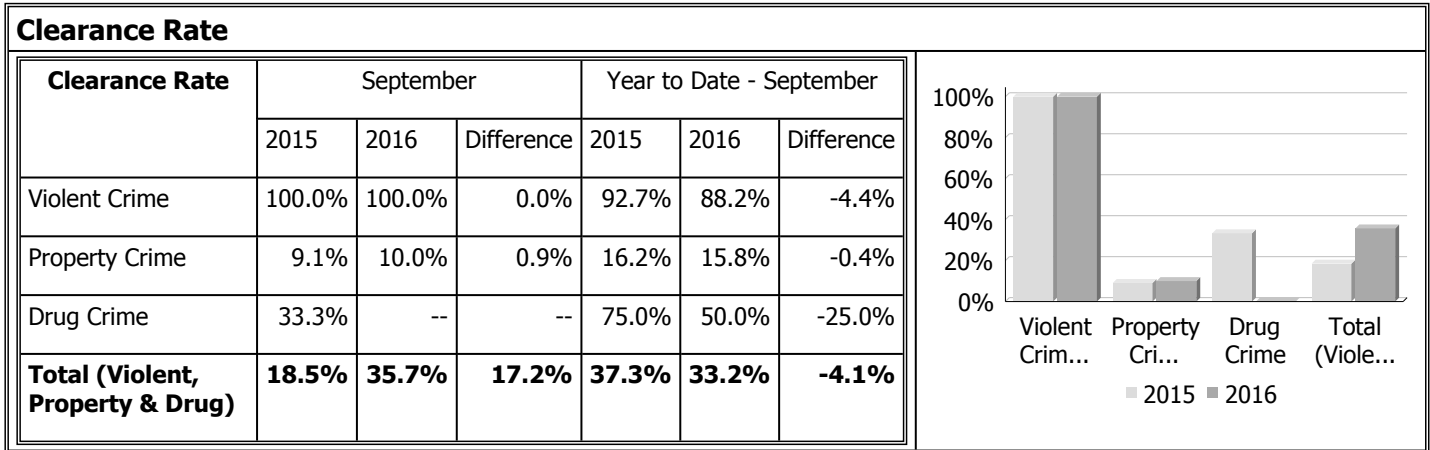 Clearance Rate
Clearance Rate September Year to Date - September
2015 2016 Difference 2015 2016 Difference
Violent Crime 100.0% 100.0% 0.0% 92.7% 88.2% -4.4%
Property Crime 9.1% 10.0% 0.9% 16.2% 15.8% -0.4%
Drug Crime 33.3% -- -- 75.0% 50.0% -25.0%
Total (Violent, 18.5% 35.7% 17.2% 37.3% 33.2% -4.1%
Property & Drug)
100%
80%
60%
40%
20%
0%
Violent Property Drug Total
Crim... Cri... Crime (Viole...
2015 2016